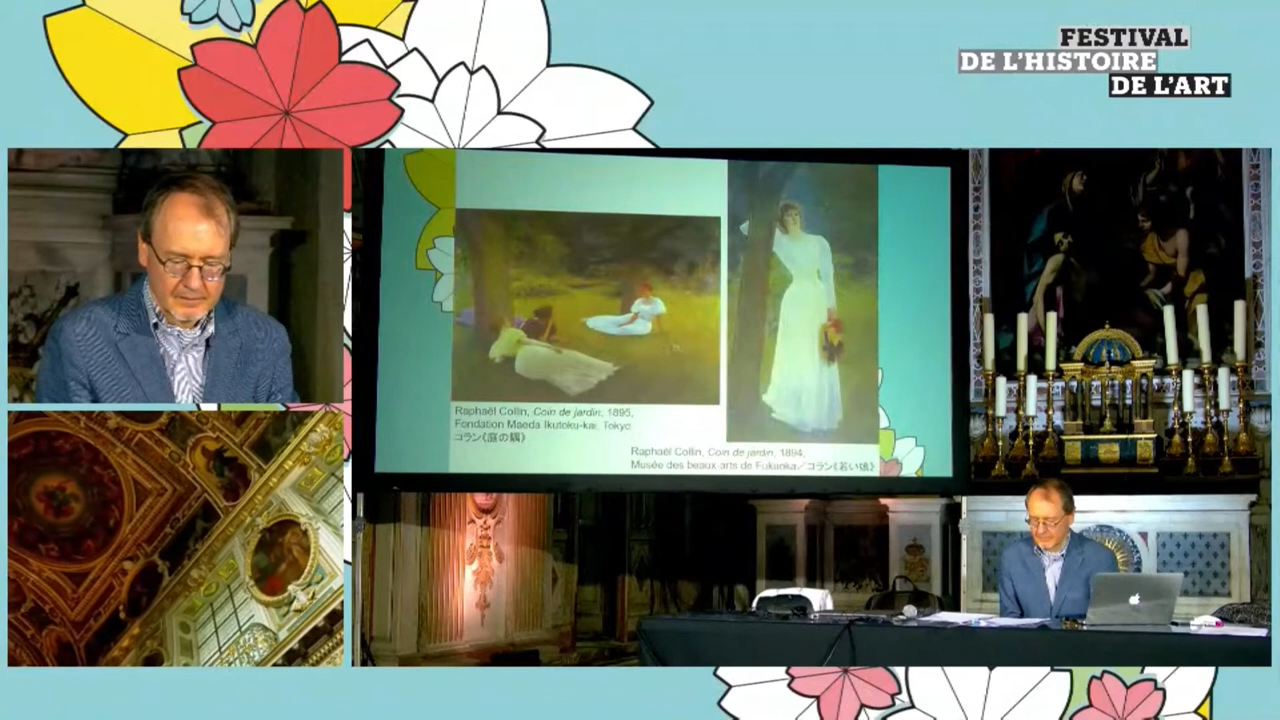 FESTIVAL
DE L'HISTOIRE
DE L'ART
Raphaël Collin, Coin de jardin, 1895,
Fondation Maeda Ikutoku-kai, Tokyo
コラン《庭の隅》
Raphaël Collin, Coin de jardin, 1894,
Musée des beaux-arts de Fukuoka／コラン《若い娘》